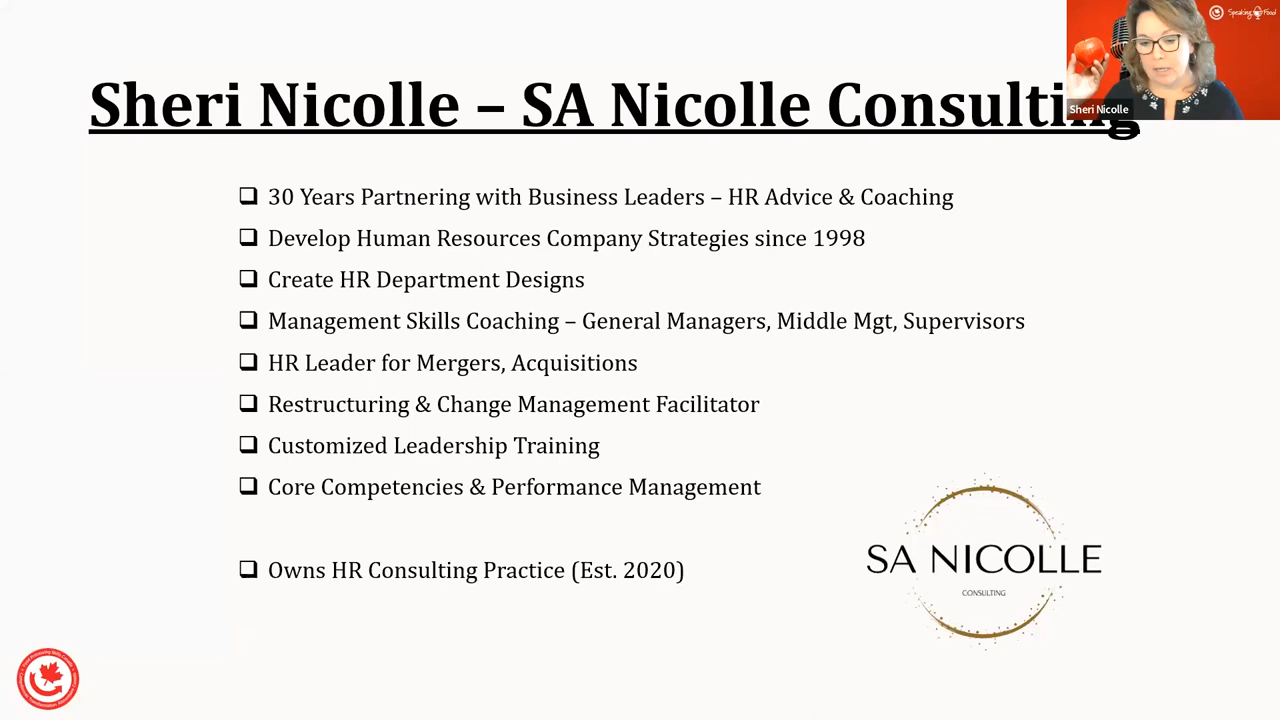 Speaking Food
Sheri Nicolle – SA Nicolle Consulting
Sheri Nicolle
30 Years Partnering with Business Leaders – HR Advice & Coaching
Develop Human Resources Company Strategies since 1998
Create HR Department Designs
Management Skills Coaching – General Managers, Middle Mgt, Supervisors
HR Leader for Mergers, Acquisitions
Restructuring & Change Management Facilitator
Customized Leadership Training
Core Competencies & Performance Management
Owns HR Consulting Practice (Est. 2020)
SA NICOLLE
CONSULTING